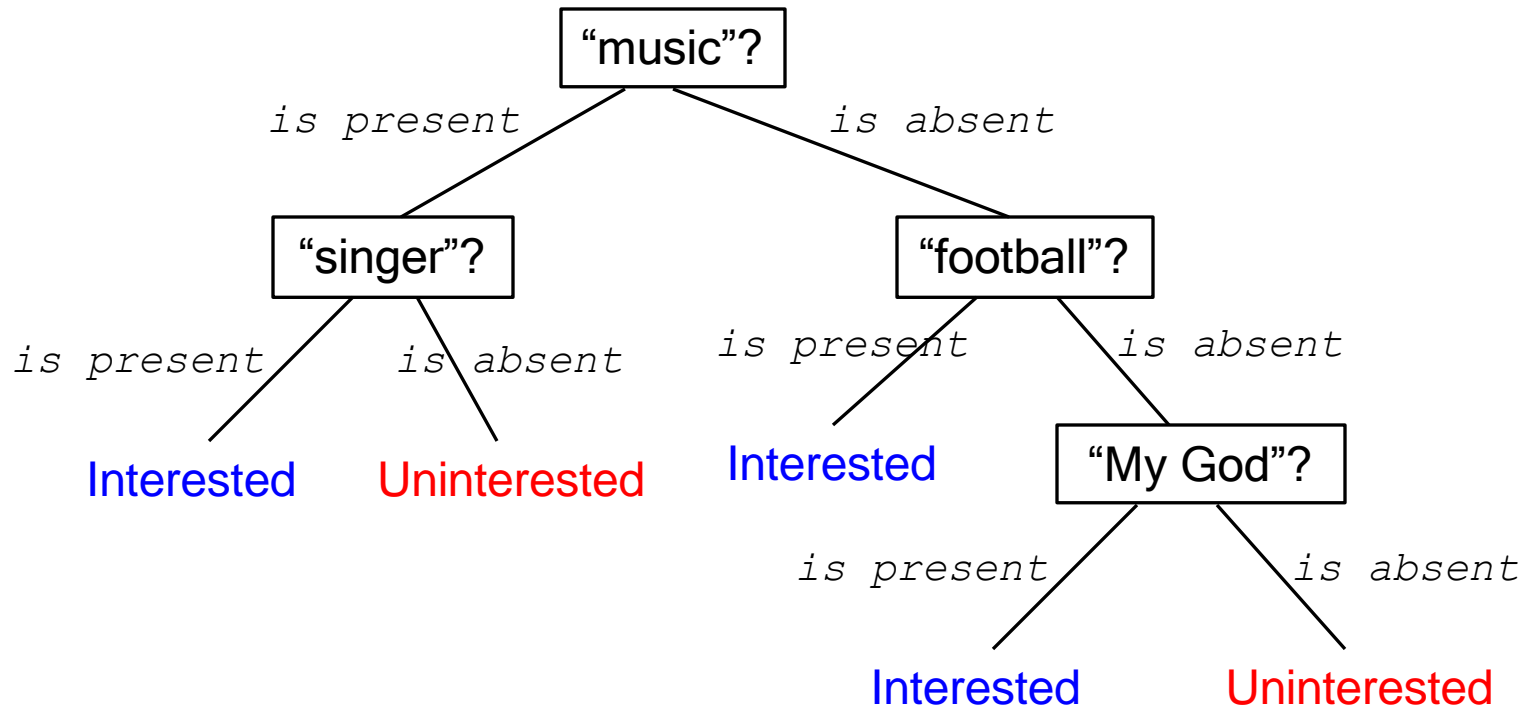 “music”?
is present
is absent
“singer”?
“football”?
is present
is absent
is present
is absent
Interested
Uninterested
Interested
“My God”?
is present
is absent
Interested
Uninterested